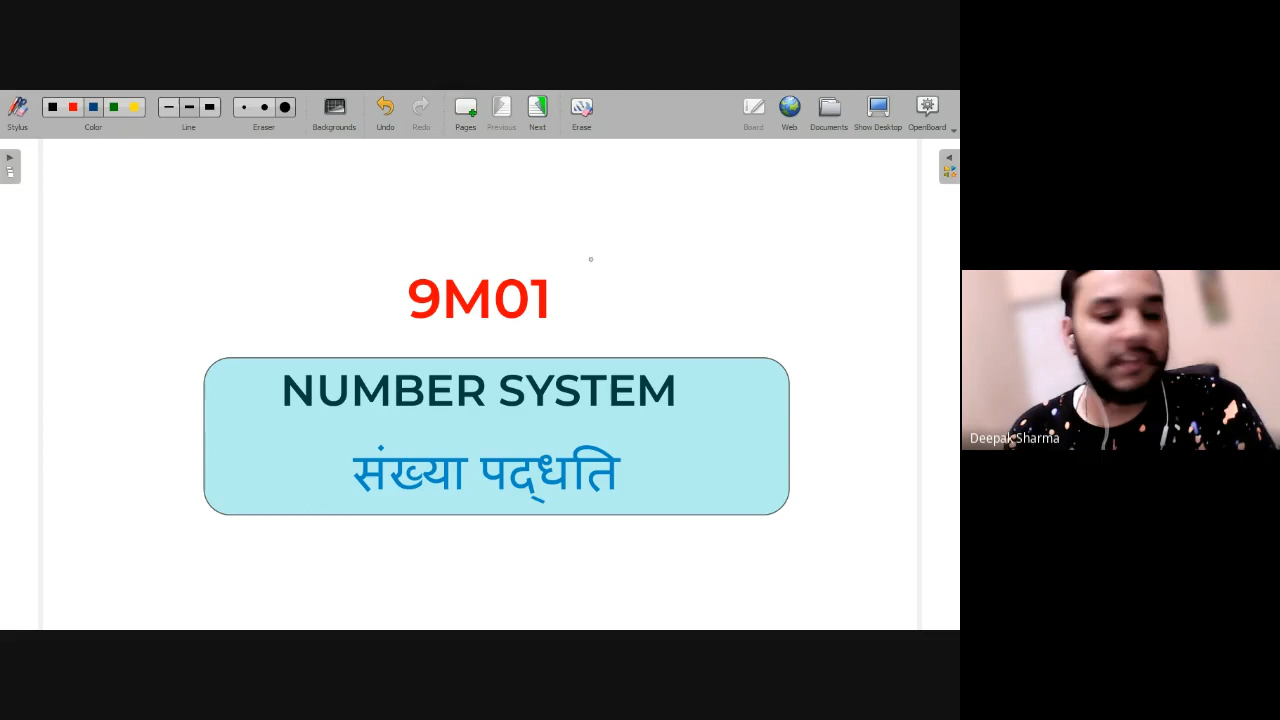 Stylus
Color
Line
Eraser
Backgrounds
Undo
Redo
Pages
Previous
Next
Erase
Board
Web
Documents
Show Desktop
OpenBoard
9M01
NUMBER SYSTEM
संख्या पद्धति
Deepak Sharma